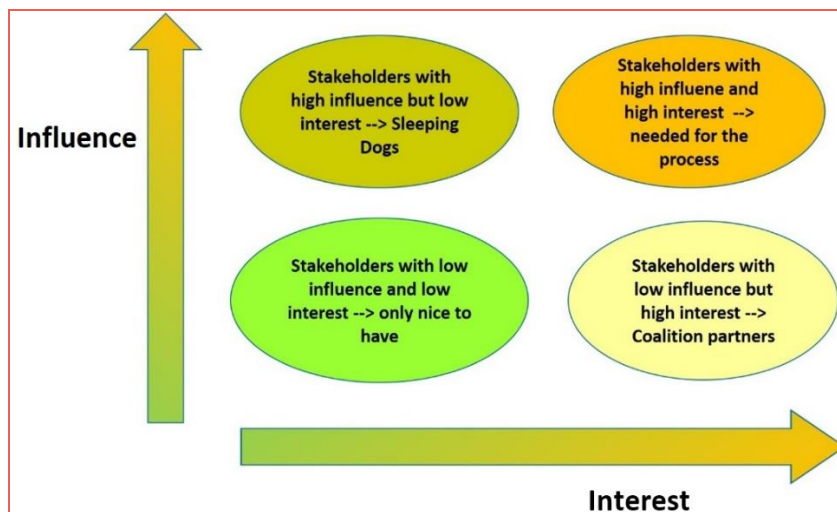 Influence
Stakeholders with
high influence but low
interest --> Sleeping
Dogs
Stakeholders with
high influene and
high interest -->
needed for the
process
Stakeholders with low
influence and low
interest --> only nice to
have
Stakeholders with
low influence but
high interest -->
Coalition partners
Interest